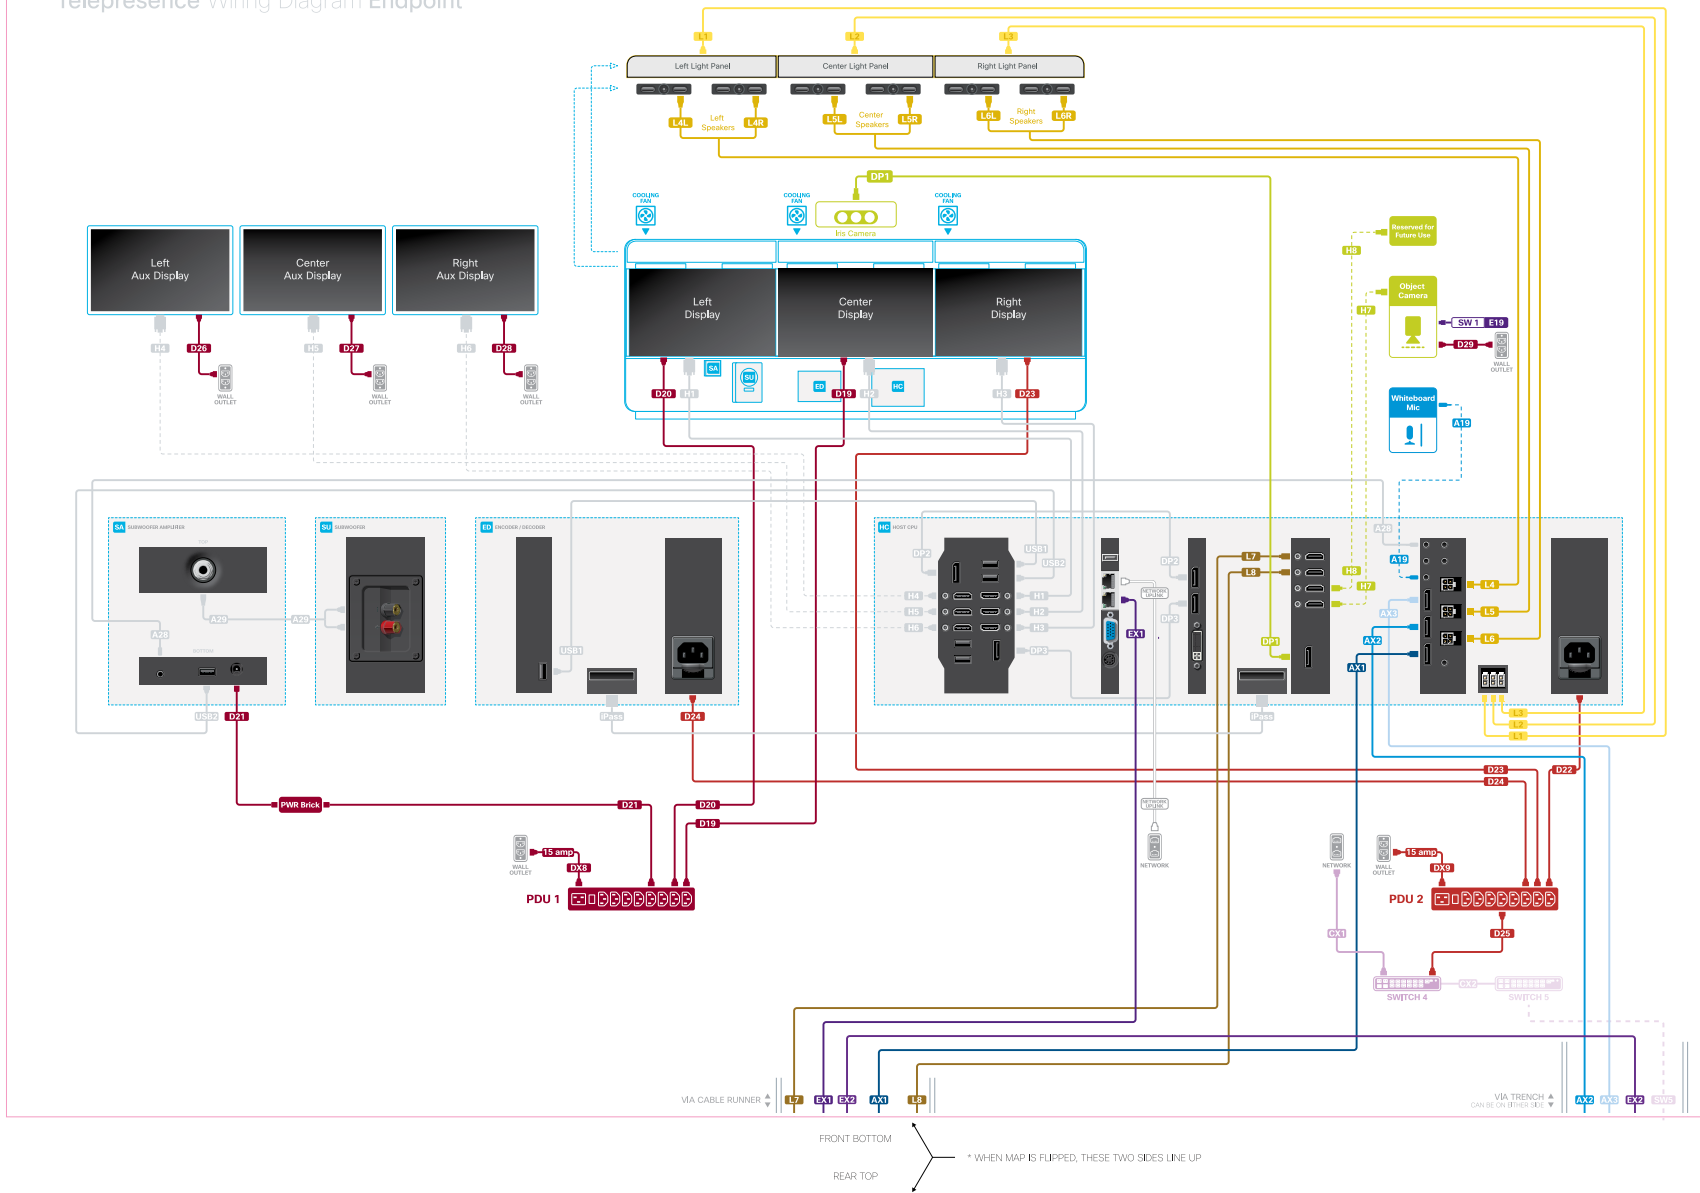 Telepresence Wiring Diagram Endpoint
L1
L2
L3
Left Light Panel
Center Light Panel
Right Light Panel
L4L
Left
Speakers
L4R
L5L
Center
Speakers
L5R
L6L
Right
Speakers
L6R
DP1
COOLING
FAN
COOLING
FAN
COOLING
FAN
Iris Camera
Reserved for
Future Use
H8
Left
Aux Display
Center
Aux Display
Right
Aux Display
Left
Display
Center
Display
Right
Display
Object
Camera
H7
SW 1 E19
D29
WALL
OUTLET
H4
D26
H5
D27
H6
D28
WALL
OUTLET
WALL
OUTLET
WALL
OUTLET
SA
SU
ED
HC
D20
H1
D19
H2
H3
D23
Whiteboard
Mic
A19
SA SUBWOOFER AMPLIFIER
SU SUBWOOFER
ED ENCODER / DECODER
HC HOST CPU
TOP
A28
DP2
USB1
USB2
DP2
L7
L8
H8
H7
A19
H4
H5
H6
H1
H2
H3
NETWORK
UPLINK
L4
L5
L6
A28
A29
A29
BOTTOM
USB1
DP3
DP3
EX1
DP1
AX3
AX2
AX1
USB2
D21
iPass
D24
iPass
L3
L2
L1
D23
D22
D24
PWR Brick
D21
D20
D19
NETWORK
UPLINK
NETWORK
WALL
OUTLET
15 amp
DX8
PDU 1
NETWORK
WALL
OUTLET
15 amp
DX9
PDU 2
CX1
D25
SWITCH 4
CX2
SWITCH 5
VIA CABLE RUNNER
L7
EX1
EX2
AX1
L8
VIA TRENCH
CAN BE ON EITHER SIDE
AX2
AX3
EX2
SW5
FRONT BOTTOM
* WHEN MAP IS FLIPPED, THESE TWO SIDES LINE UP
REAR TOP